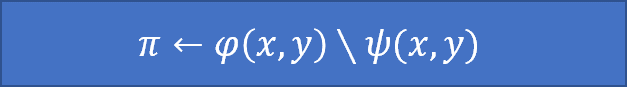 π ← φ(x, y) \ ψ(x, y)